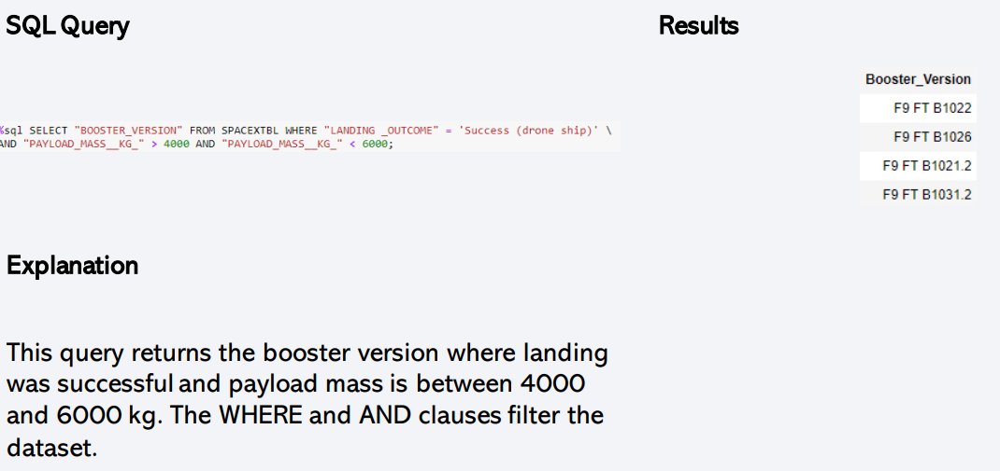 SQL Query
Results
%sql SELECT "BOOSTER_VERSION" FROM SPACEXTBL WHERE "LANDING _OUTCOME" = 'Success (drone ship)' \
AND "PAYLOAD_MASS__KG_" > 4000 AND "PAYLOAD_MASS__KG_" < 6000;
Booster_Version
F9 FT B1022
F9 FT B1026
F9 FT B1021.2
F9 FT B1031.2
Explanation
This query returns the booster version where landing
was successful and payload mass is between 4000
and 6000 kg. The WHERE and AND clauses filter the
dataset.